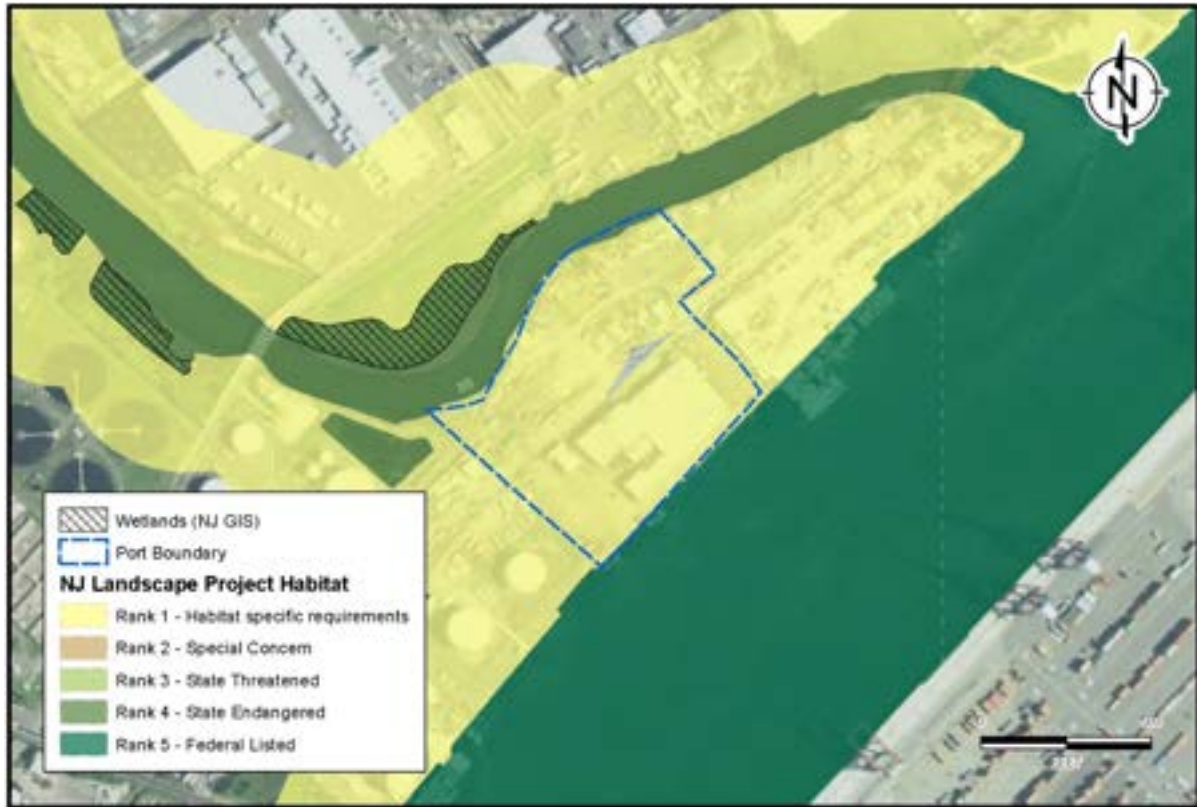 N
Wetlands (NJ GIS)
Port Boundary
NJ Landscape Project Habitat
Rank 1 - Habitat specific requirements
Rank 2 - Special Concern
Rank 3 - State Threatened
Rank 4 - State Endangered
Rank 5 - Federal Listed